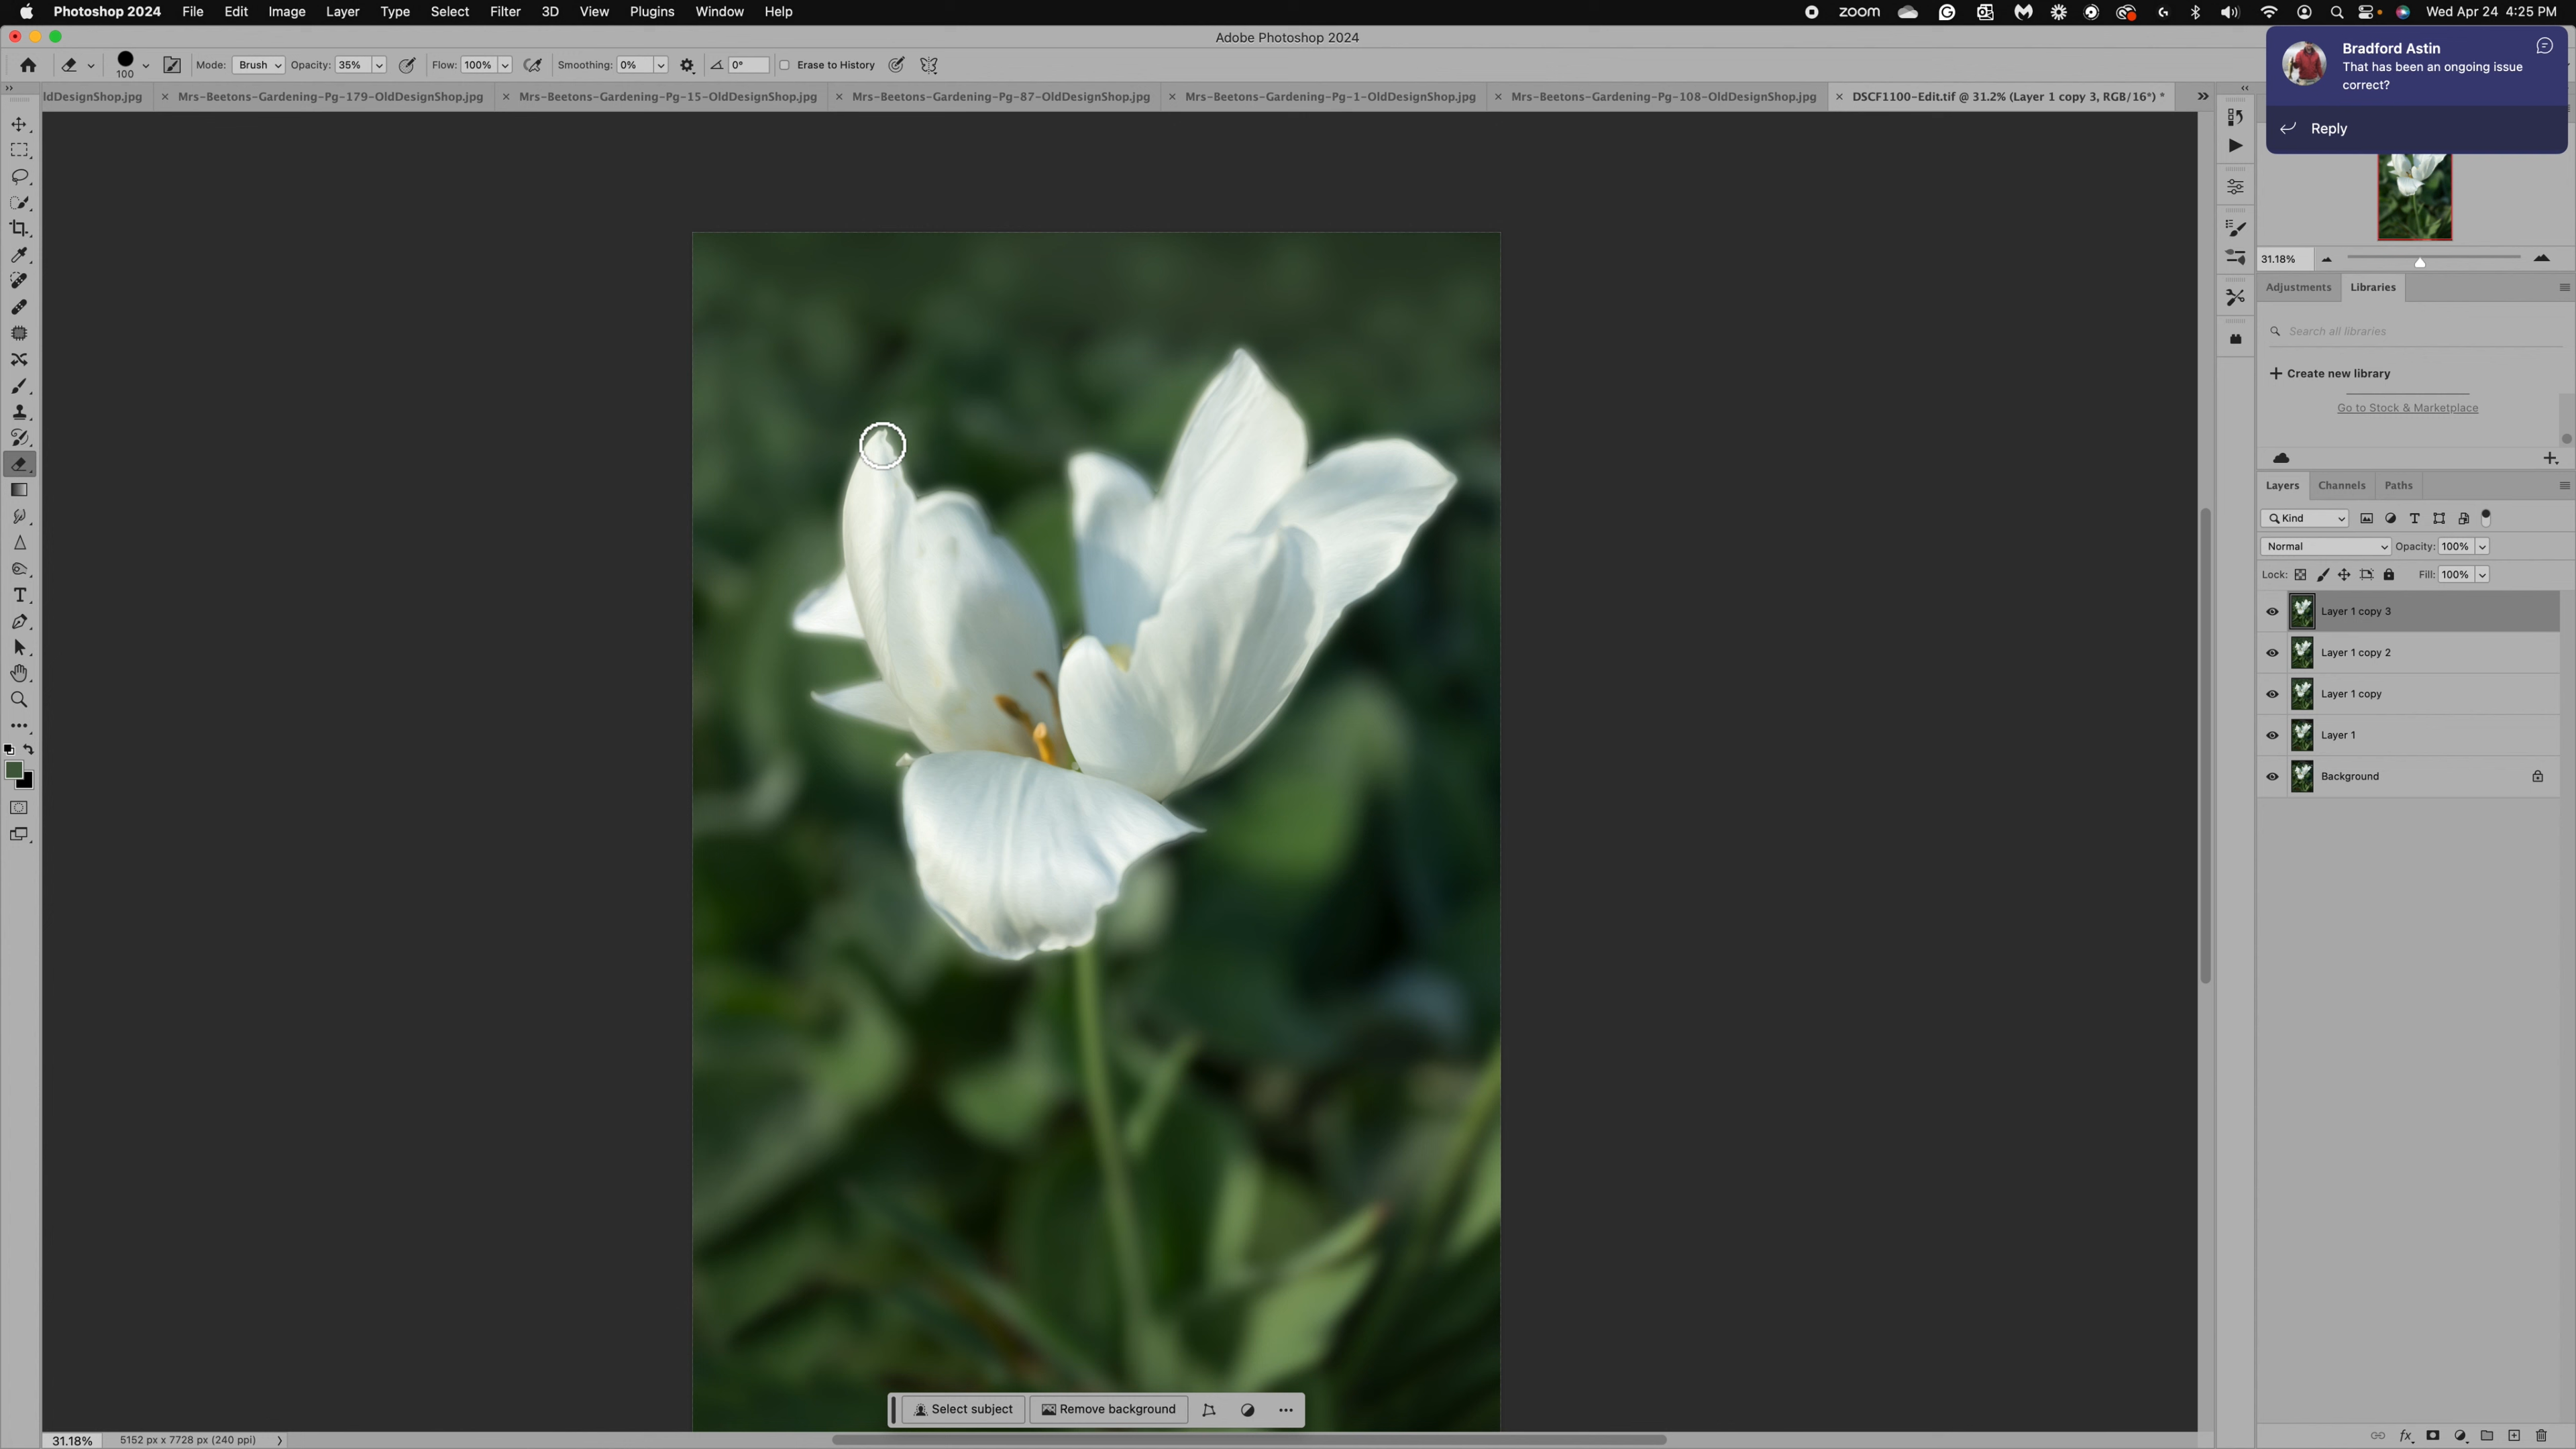 Photoshop 2024 File Edit Image Layer Type Select Filter 3D View Plugins Window Help zoom Wed Apr 24 4:25 PM
Adobe Photoshop 2024
100 Mode: Brush Opacity: 35% Flow: 100% Smoothing: 0% 0° Erase to History
ldDesignShop.jpg × Mrs-Beetons-Gardening-Pg-179-OldDesignShop.jpg × Mrs-Beetons-Gardening-Pg-15-OldDesignShop.jpg × Mrs-Beetons-Gardening-Pg-87-OldDesignShop.jpg × Mrs-Beetons-Gardening-Pg-1-OldDesignShop.jpg × Mrs-Beetons-Gardening-Pg-108-OldDesignShop.jpg × DSCF1100-Edit.tif @ 31.2% (Layer 1 copy 3, RGB/16*) *
Bradford Astin
That has been an ongoing issue
correct?
Reply
31.18%
Adjustments Libraries
Search all libraries
+ Create new library
Go to Stock & Marketplace
Layers Channels Paths
Kind
Normal Opacity: 100%
Lock: Fill: 100%
Layer 1 copy 3
Layer 1 copy 2
Layer 1 copy
Layer 1
Background
Select subject Remove background
31.18% 5152 px x 7728 px (240 ppi)